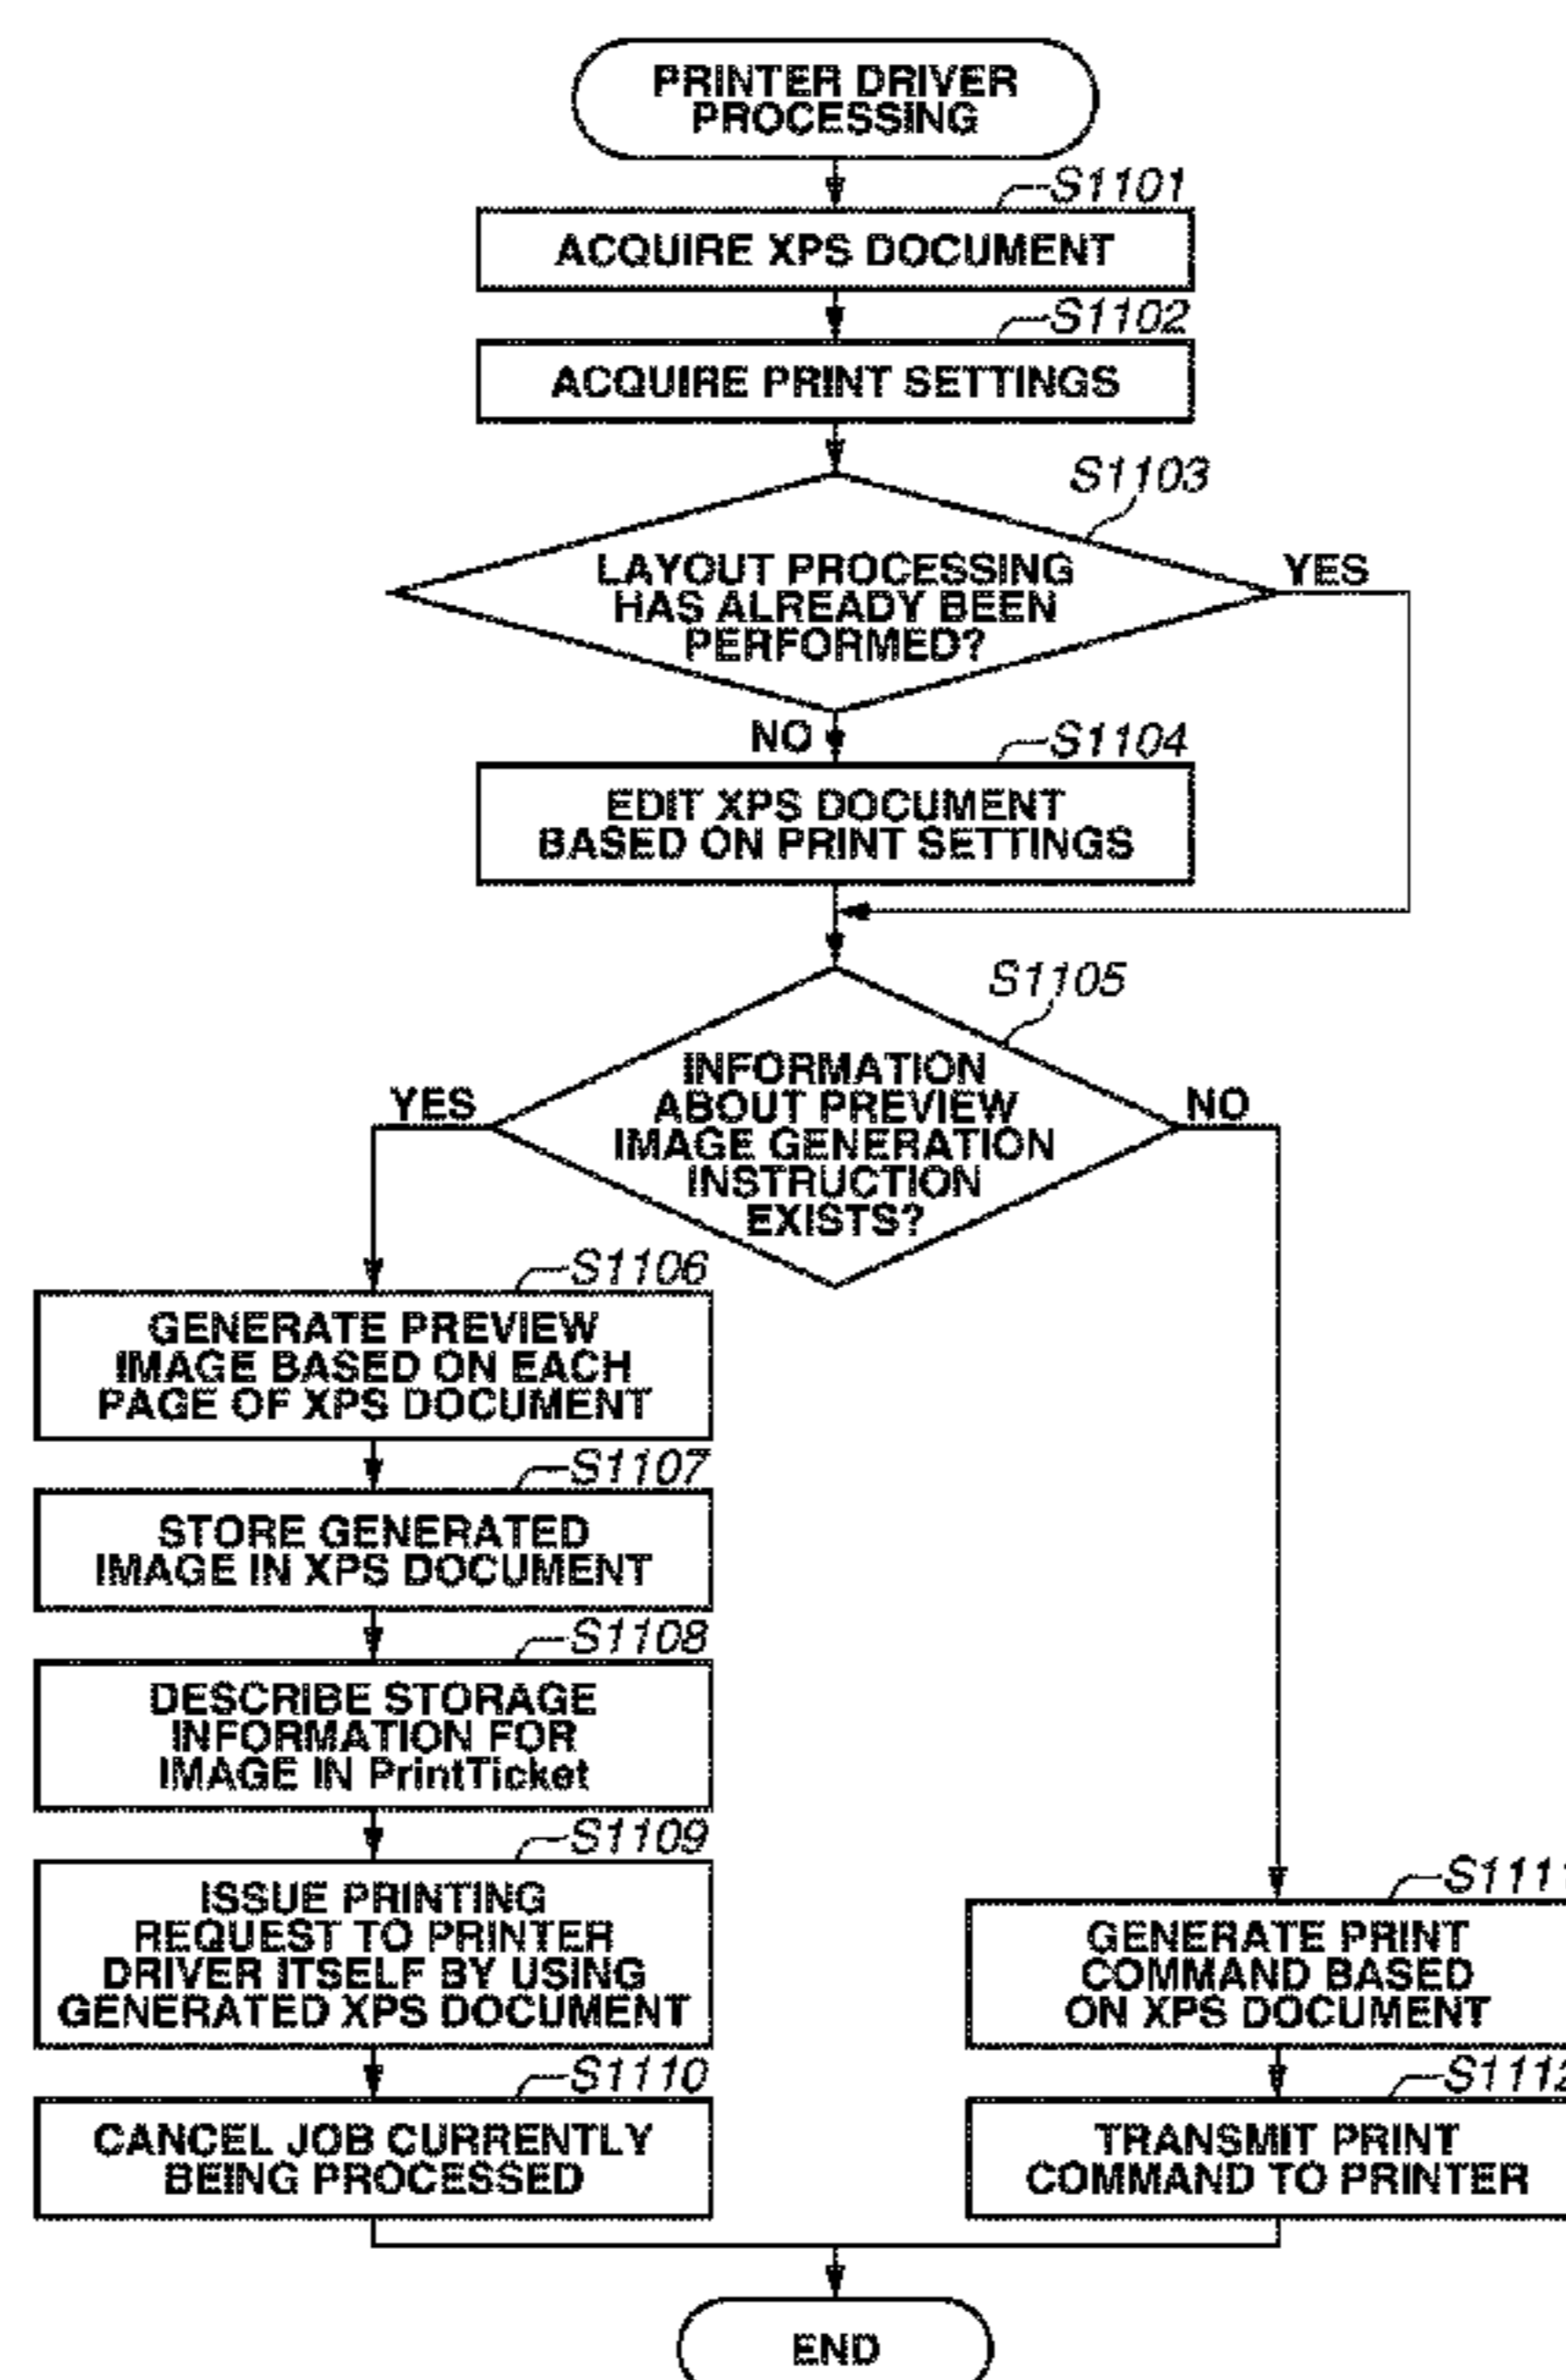 PRINTER DRIVER
PROCESSING
S1101
ACQUIRE XPS DOCUMENT
S1102
ACQUIRE PRINT SETTINGS
S1103
LAYOUT PROCESSING
HAS ALREADY BEEN
PERFORMED?
YES
NO
S1104
EDIT XPS DOCUMENT
BASED ON PRINT SETTINGS
S1105
INFORMATION
ABOUT PREVIEW
IMAGE GENERATION
INSTRUCTION
EXISTS?
YES
NO
S1106
GENERATE PREVIEW
IMAGE BASED ON EACH
PAGE OF XPS DOCUMENT
S1107
STORE GENERATED
IMAGE IN XPS DOCUMENT
S1108
DESCRIBE STORAGE
INFORMATION FOR
IMAGE IN PrintTicket
S1109
ISSUE PRINTING
REQUEST TO PRINTER
DRIVER ITSELF BY USING
GENERATED XPS DOCUMENT
S1110
CANCEL JOB CURRENTLY
BEING PROCESSED
S1111
GENERATE PRINT
COMMAND BASED
ON XPS DOCUMENT
S1112
TRANSMIT PRINT
COMMAND TO PRINTER
END